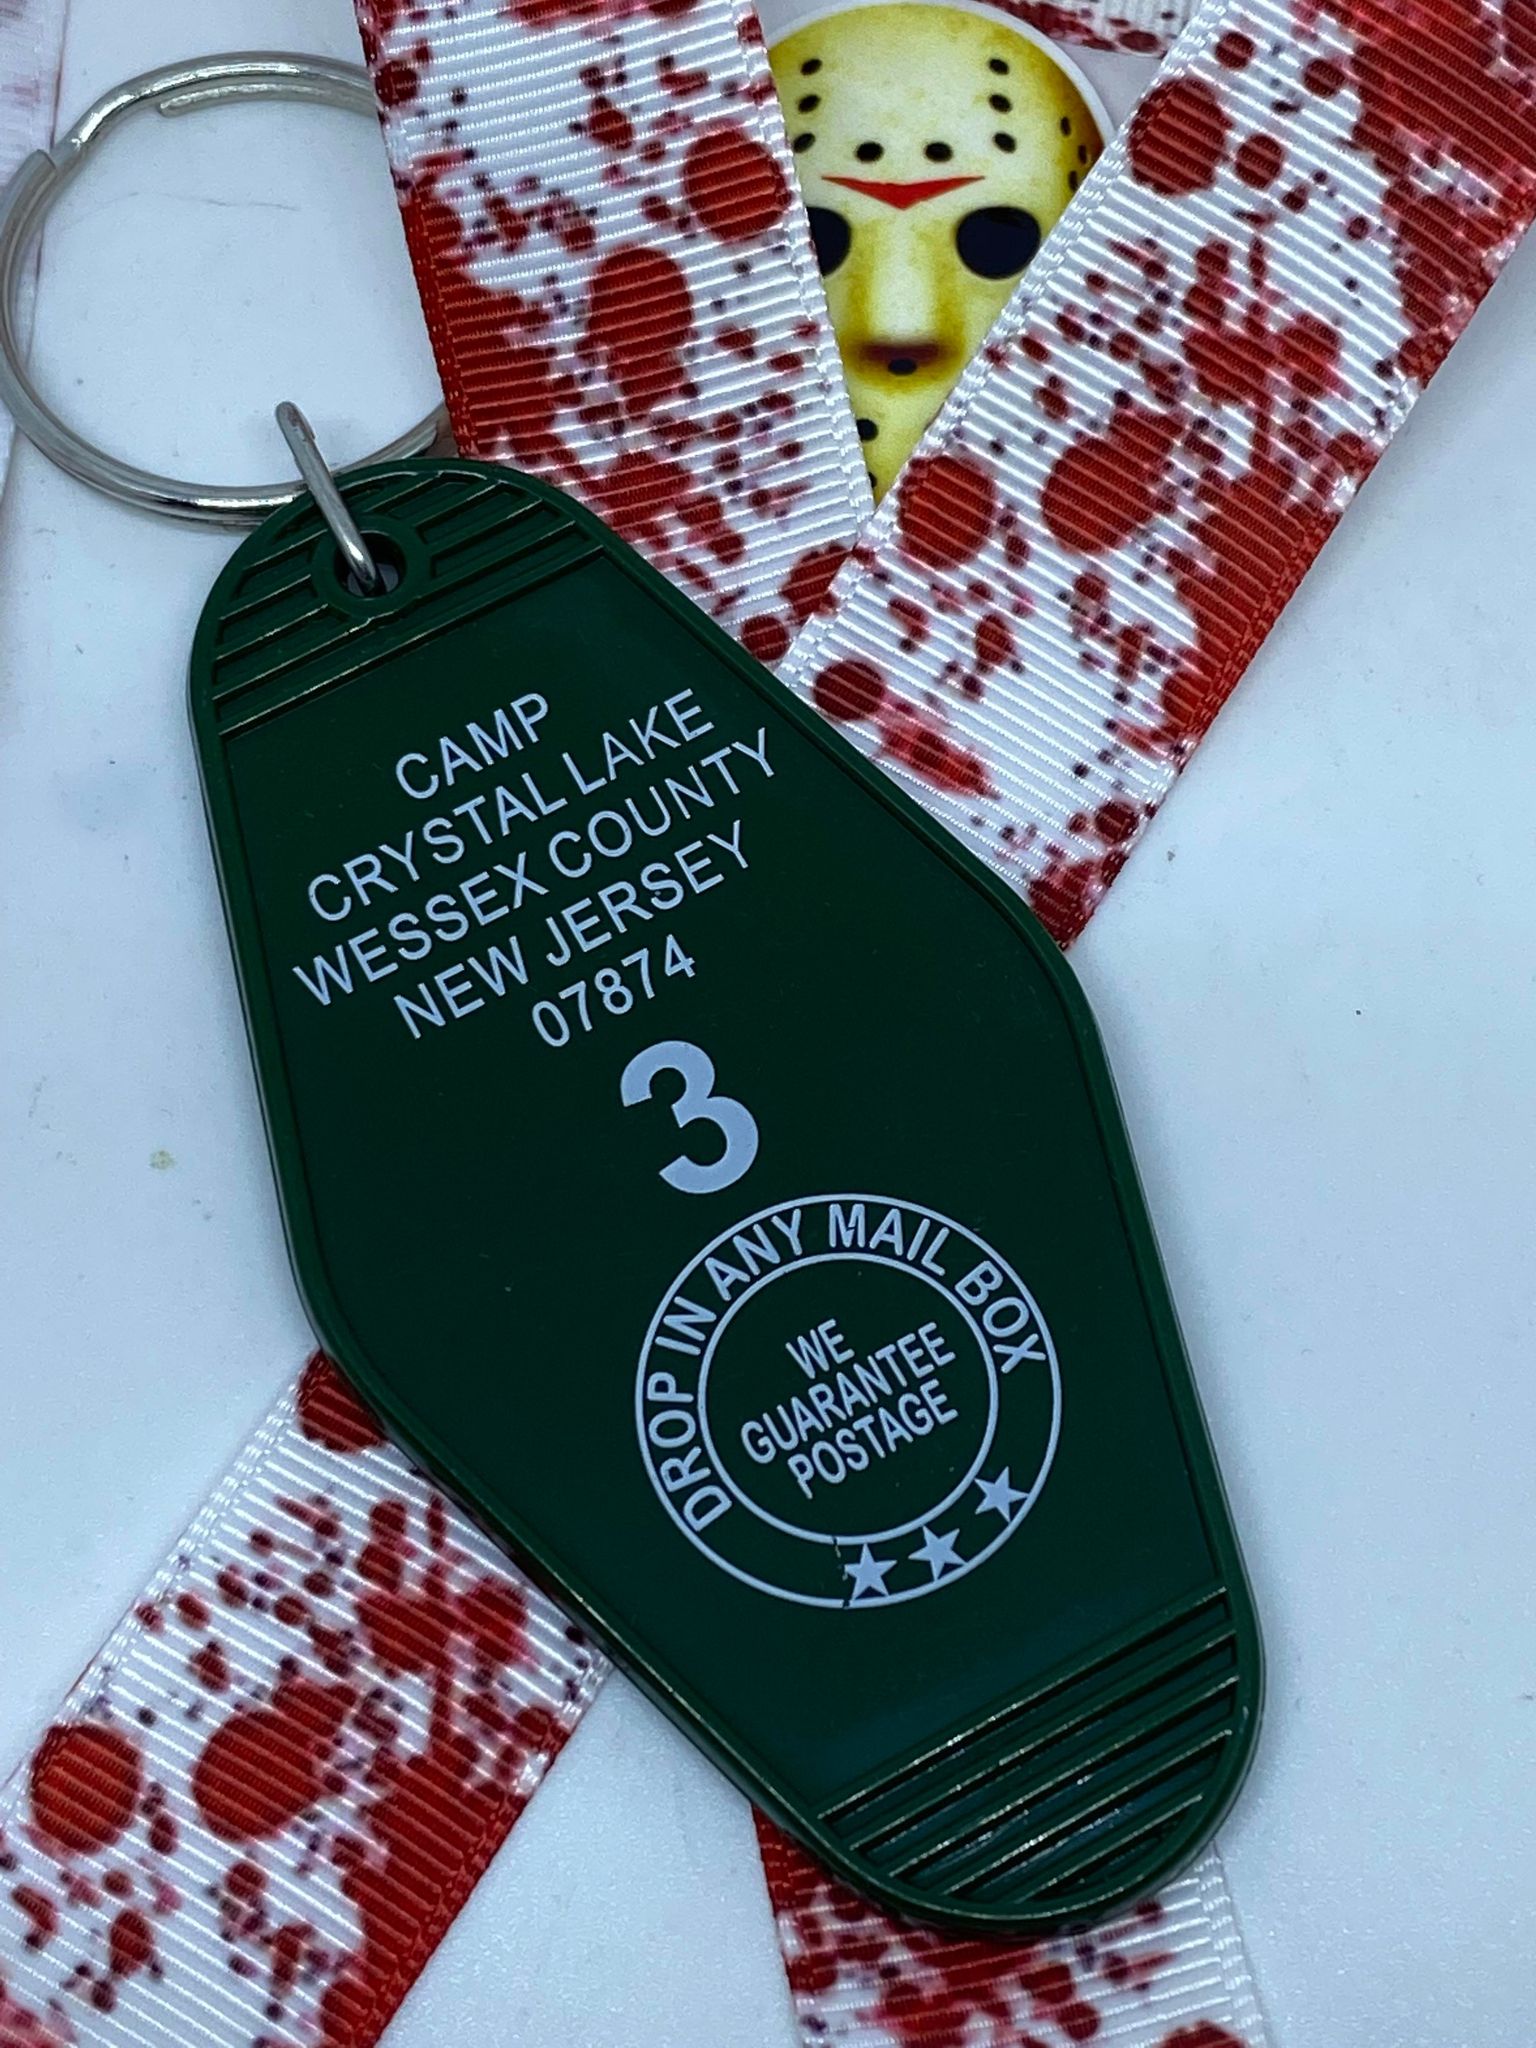 CAMP
CRYSTAL LAKE
WESSEX COUNTY
NEW JERSEY
07874
3
DROP IN ANY MAIL BOX
WE
GUARANTEE
POSTAGE